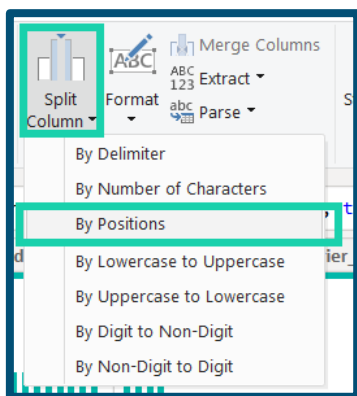 Merge Columns
ABC
ABC
123 Extract
Split
Column
Format
abc Parse
By Delimiter
By Number of Characters
By Positions
By Lowercase to Uppercase
By Uppercase to Lowercase
By Digit to Non-Digit
By Non-Digit to Digit